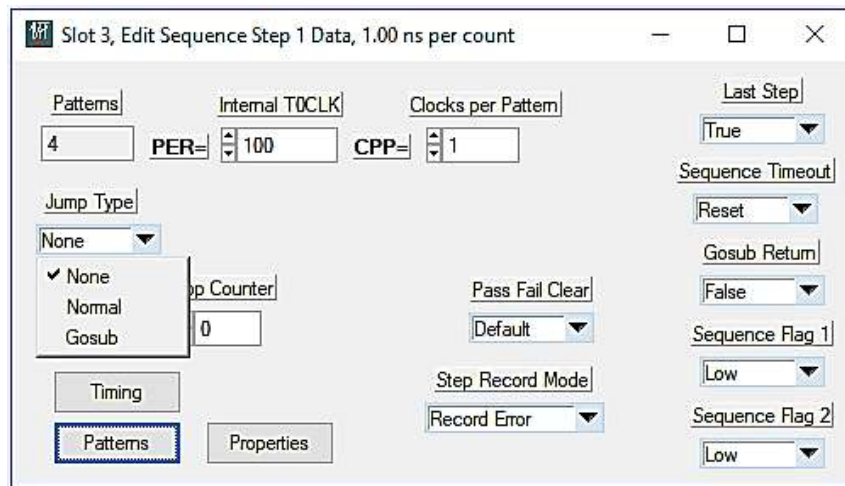 Slot 3, Edit Sequence Step 1 Data, 1.00 ns per count
Patterns Internal T0CLK Clocks per Pattern Last Step
4 PER= 100 CPP= 1 True
Sequence Timeout
Jump Type Reset
None Gosub Return
None
Normal
Gosub
op Counter Pass Fail Clear False
0 Default Sequence Flag 1
Timing Step Record Mode Low
Record Error Sequence Flag 2
Patterns Properties Low